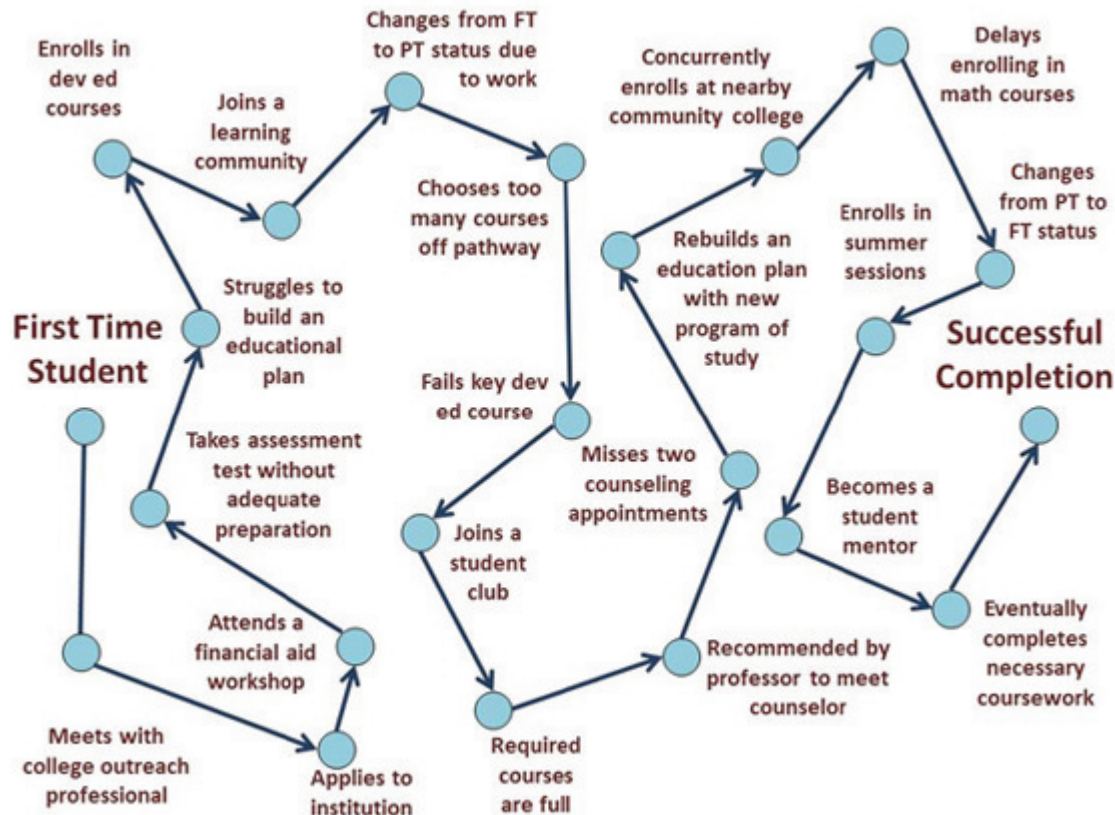 First Time
Student
Meets with
college outreach
professional
Applies to
institution
Attends a
financial aid
workshop
Takes assessment
test without
adequate
preparation
Struggles to
build an
educational
plan
Enrolls in
dev ed
courses
Joins a
learning
community
Changes from FT
to PT status due
to work
Chooses too
many courses
off pathway
Fails key dev
ed course
Joins a
student
club
Required
courses
are full
Recommended by
professor to meet
counselor
Misses two
counseling
appointments
Rebuilds an
education plan
with new
program of
study
Concurrently
enrolls at nearby
community college
Delays
enrolling in
math courses
Changes
from PT to
FT status
Enrolls in
summer
sessions
Becomes a
student
mentor
Eventually
completes
necessary
coursework
Successful
Completion